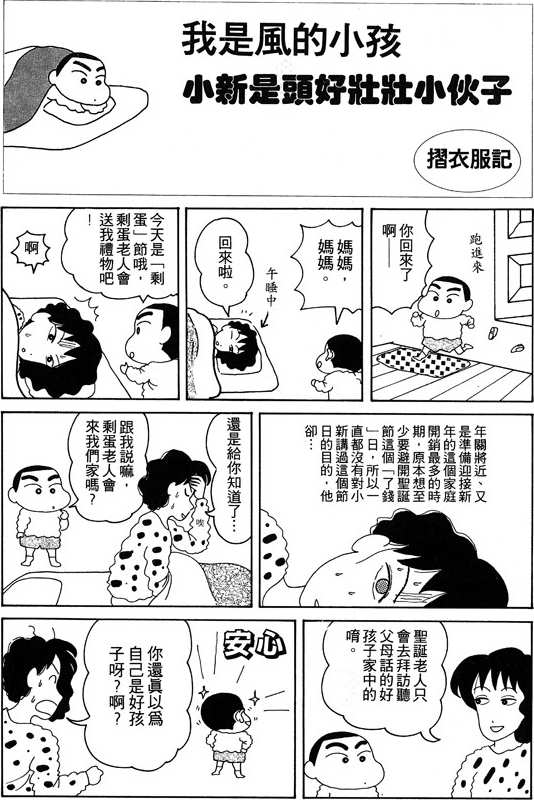 我是風的小孩
小新是頭好壯壯小伙子
摺衣服記
跑進來
你回來了
啊──
媽媽，
媽媽。
午睡中
回來啦。
今天是「剩
蛋」節哦，
剩蛋老人會
送我禮物吧
！
啊
年關將近、又
是準備迎接新
年的這個家庭
開銷最多的時
期，原本想至
少要避開聖誕
節這個「了錢
」日，所以一
直都沒有對小
新講過這個節
日的目的，他
卻…
還是給你知道了…
跟我說嘛，
剩蛋老人會
來我們家嗎？
聖誕老人只
會去拜訪聽
父母話的好
孩子家中的
唷。
安心
你還眞以爲
自己是好孩
子呀？啊？